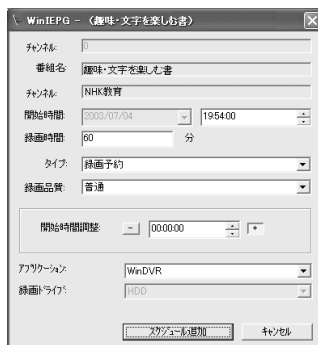 WinIEPG - (趣味・文字を楽しむ書)
チャンネル: 0
番組名: 趣味・文字を楽しむ書
チャンネル: NHK教育
開始時間: 2003/07/04 19:54:00
録画時間: 60 分
タイプ: 録画予約
録画品質: 普通
開始時間調整: - 00:00:00 +
アプリケーション: WinDVR
録画ドライブ: HDD
スケジュール追加 キャンセル